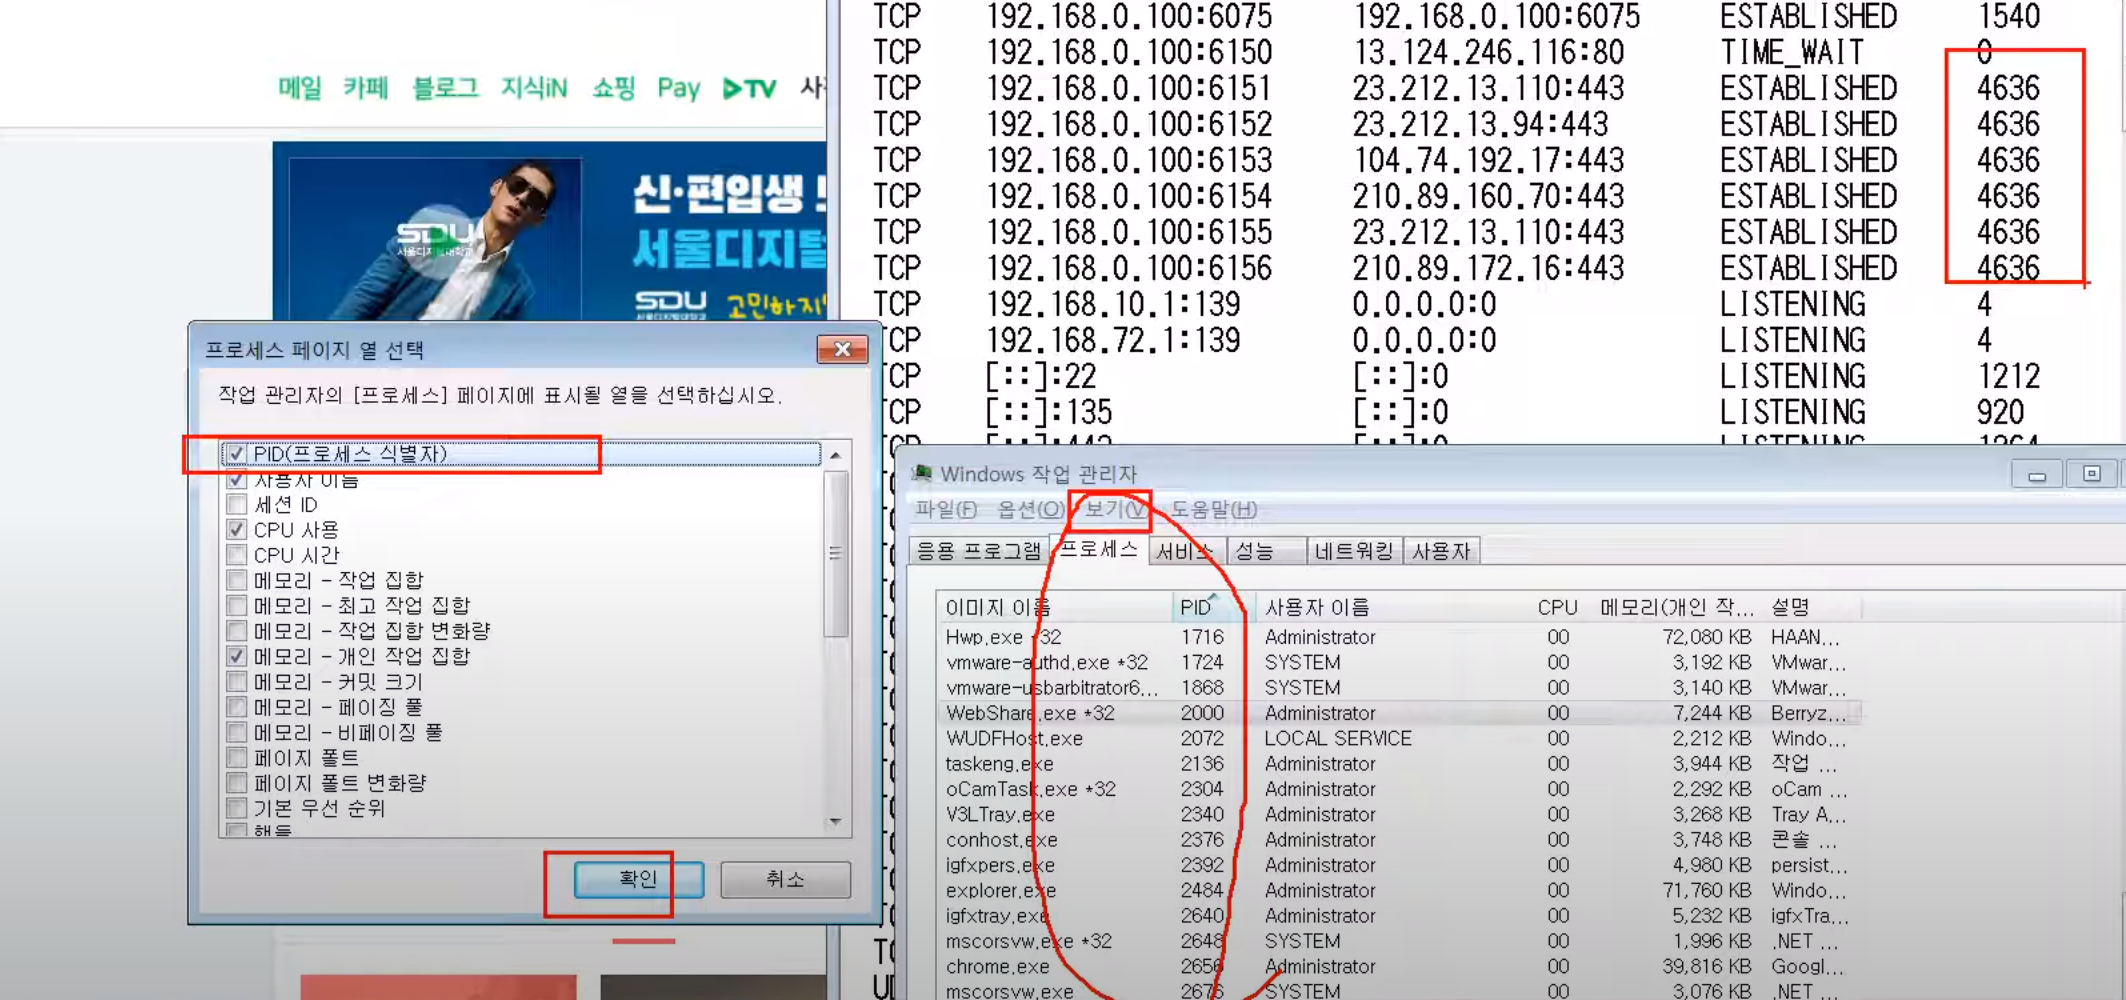 메일 카페 블로그 지식iN 쇼핑 Pay ▷TV
신·편입생
서울디지털
SDU
서울디지털대학교
SDU
고민하지
TCP 192.168.0.100:6075 192.168.0.100:6075 ESTABLISHED 1540
TCP 192.168.0.100:6150 13.124.246.116:80 TIME_WAIT 0
TCP 192.168.0.100:6151 23.212.13.110:443 ESTABLISHED 4636
TCP 192.168.0.100:6152 23.212.13.94:443 ESTABLISHED 4636
TCP 192.168.0.100:6153 104.74.192.17:443 ESTABLISHED 4636
TCP 192.168.0.100:6154 210.89.160.70:443 ESTABLISHED 4636
TCP 192.168.0.100:6155 23.212.13.110:443 ESTABLISHED 4636
TCP 192.168.0.100:6156 210.89.172.16:443 ESTABLISHED 4636
TCP 192.168.10.1:139 0.0.0.0:0 LISTENING 4
TCP 192.168.72.1:139 0.0.0.0:0 LISTENING 4
TCP [::]:22 [::]:0 LISTENING 1212
TCP [::]:135 [::]:0 LISTENING 920
프로세스 페이지 열 선택
작업 관리자의 [프로세스] 페이지에 표시될 열을 선택하십시오.
PID(프로세스 식별자)
사용자 이름
세션 ID
CPU 사용
CPU 시간
메모리 - 작업 집합
메모리 - 최고 작업 집합
메모리 - 작업 집합 변화량
메모리 - 개인 작업 집합
메모리 - 커밋 크기
메모리 - 페이징 풀
메모리 - 비페이징 풀
페이지 폴트
페이지 폴트 변화량
기본 우선 순위
핸들
확인 취소
Windows 작업 관리자
파일(F) 옵션(O) 보기(V) 도움말(H)
응용 프로그램 프로세스 서비스 성능 네트워킹 사용자
이미지 이름 PID 사용자 이름 CPU 메모리(개인 작... 설명
Hwp.exe *32 1716 Administrator 00 72,080 KB HAAN...
vmware-authd.exe *32 1724 SYSTEM 00 3,192 KB VMwar...
vmware-usbarbitrator6... 1868 SYSTEM 00 3,140 KB VMwar...
WebShare.exe *32 2000 Administrator 00 7,244 KB Berryz...
WUDFHost.exe 2072 LOCAL SERVICE 00 2,212 KB Windo...
taskeng.exe 2136 Administrator 00 3,944 KB 작업 ...
oCamTask.exe *32 2304 Administrator 00 2,292 KB oCam ...
V3LTray.exe 2340 Administrator 00 3,268 KB Tray A...
conhost.exe 2376 Administrator 00 3,748 KB 콘솔 ...
igfxpers.exe 2392 Administrator 00 4,980 KB persist...
explorer.exe 2484 Administrator 00 71,760 KB Windo...
igfxtray.exe 2640 Administrator 00 5,232 KB igfxTra...
mscorsvw.exe *32 2648 SYSTEM 00 1,996 KB .NET ...
chrome.exe 2656 Administrator 00 39,816 KB Googl...
mscorsvw.exe 2676 SYSTEM 00 3,076 KB .NET ...